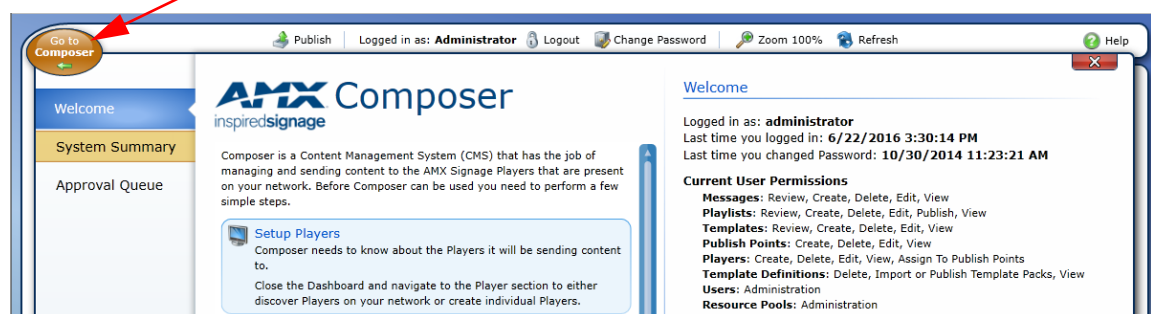 Go to
Composer
Publish
Logged in as: Administrator
Logout
Change Password
Zoom 100%
Refresh
Help
Welcome
System Summary
Approval Queue
AMX Composer
inspiredsignage
Composer is a Content Management System (CMS) that has the job of
managing and sending content to the AMX Signage Players that are present
on your network. Before Composer can be used you need to perform a few
simple steps.
Setup Players
Composer needs to know about the Players it will be sending content
to.
Close the Dashboard and navigate to the Player section to either
discover Players on your network or create individual Players.
Welcome
Logged in as: administrator
Last time you logged in: 6/22/2016 3:30:14 PM
Last time you changed Password: 10/30/2014 11:23:21 AM
Current User Permissions
Messages: Review, Create, Delete, Edit, View
Playlists: Review, Create, Delete, Edit, Publish, View
Templates: Review, Create, Delete, Edit, View
Publish Points: Create, Delete, Edit, View
Players: Create, Delete, Edit, View, Assign To Publish Points
Template Definitions: Delete, Import or Publish Template Packs, View
Users: Administration
Resource Pools: Administration